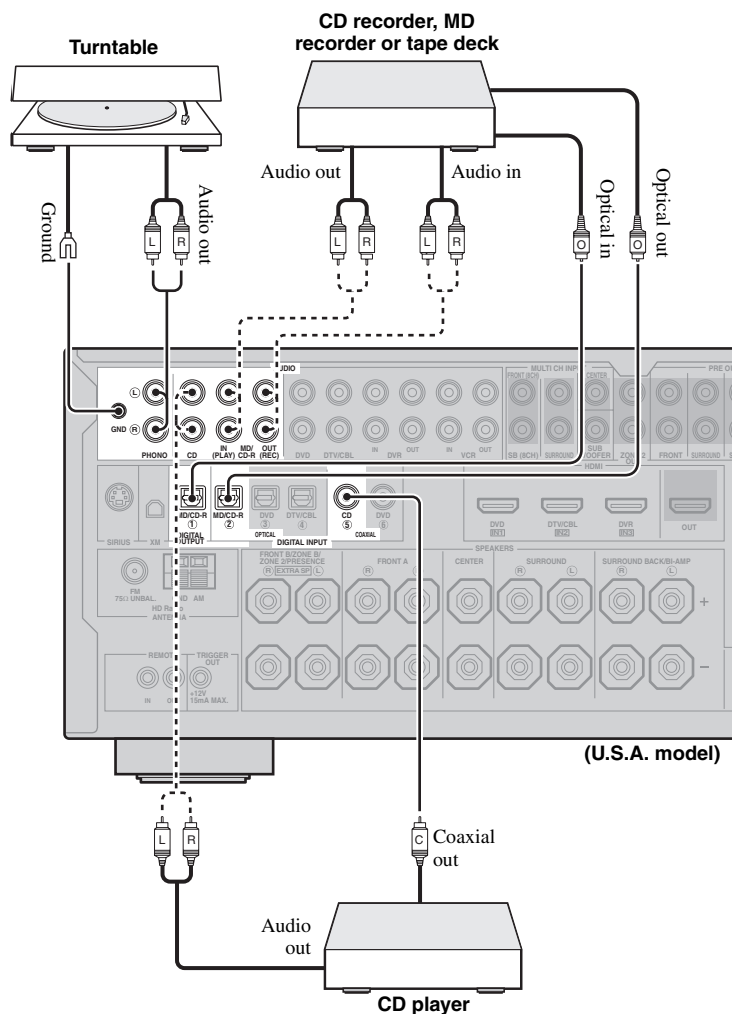 CD recorder, MD
recorder or tape deck
Turntable
Audio out
Audio in
Ground
Audio out
Optical in
Optical out
L
R
L
R
L
R
O
O
AUDIO
MULTI CH INPUT
PRE OU
FRONT (6CH)
CENTER
L
GND
R
PHONO
CD
IN
(PLAY)
MD/
CD-R
OUT
(REC)
DVD
DTV/CBL
IN
OUT
DVR
IN
OUT
VCR
SB (8CH)
SURROUND
SUB
WOOFER
ZONE 2
FRONT
SURROUND
HDMI
SIRIUS
XM
MD/CD-R
1
MD/CD-R
2
DVD
3
DTV/CBL
4
CD
5
DVD
6
DIGITAL
OUTPUT
OPTICAL
DIGITAL INPUT
COAXIAL
DVD
IN1
DTV/CBL
IN2
DVR
IN3
OUT
SPEAKERS
FRONT B/ZONE B/
ZONE 2/PRESENCE
R
EXTRA SP
L
FRONT A
R
L
CENTER
SURROUND
R
L
SURROUND BACK/BI-AMP
R
L
FM
75Ω UNBAL.
AM
HD Radio
ANTENNA
+
–
REMOTE
IN
TRIGGER
OUT
+12V
15mA MAX.
(U.S.A. model)
L
R
C
Coaxial
out
Audio
out
CD player